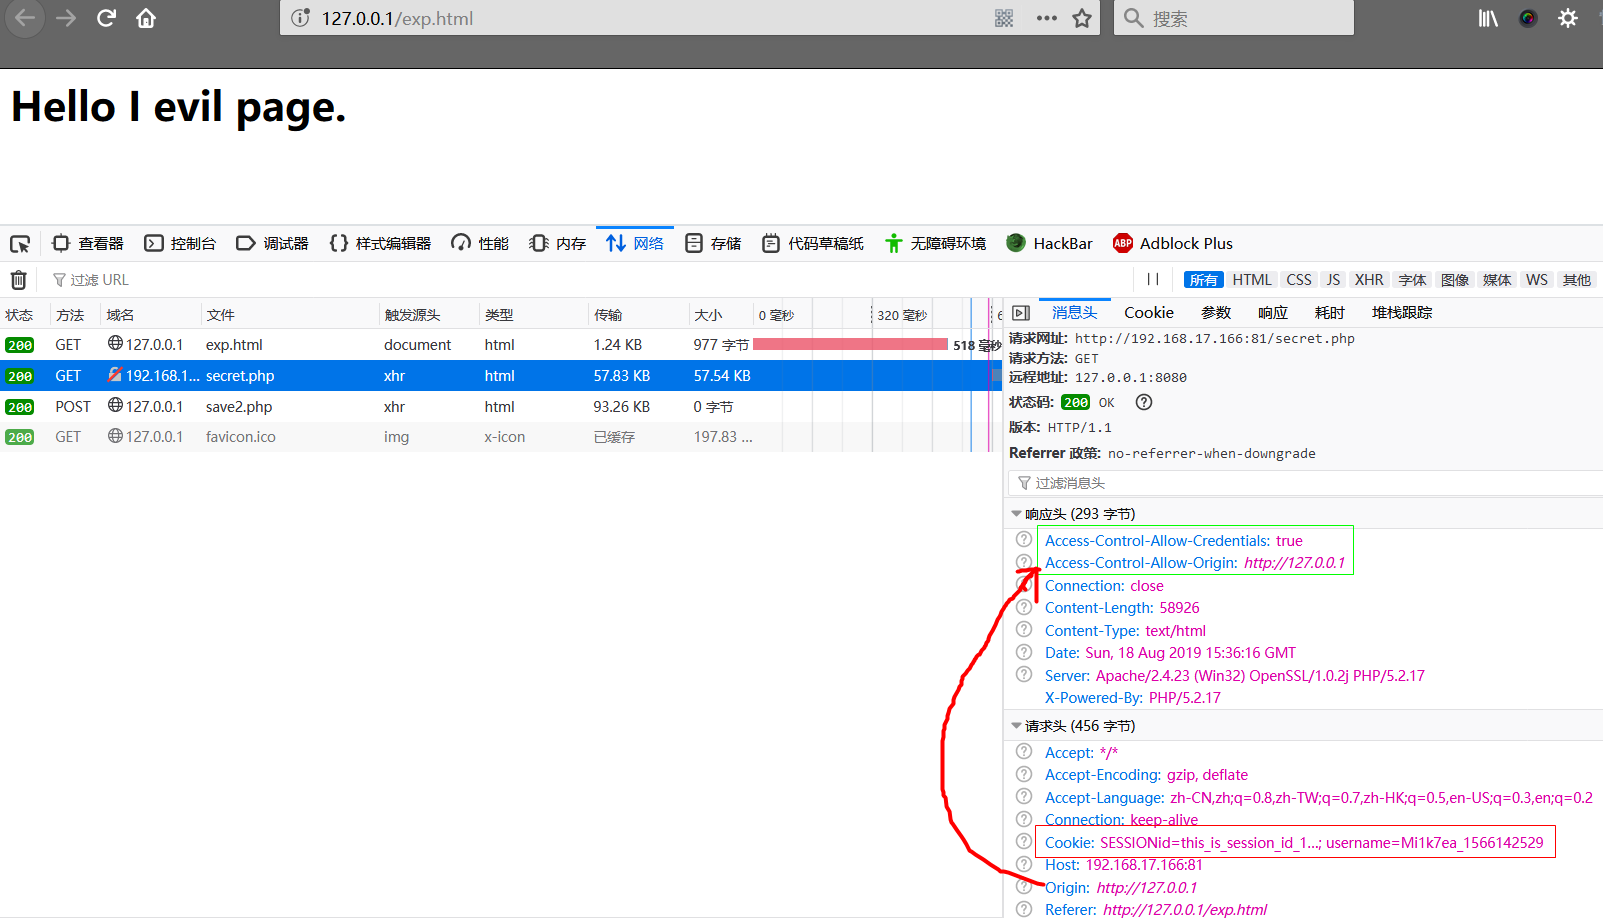 127.0.0.1/exp.html
搜索
Hello I evil page.
查看器 控制台 调试器 {} 样式编辑器 性能 内存 网络 存储 代码草稿纸 无障碍环境 HackBar ABP Adblock Plus
过滤 URL
所有 HTML CSS JS XHR 字体 图像 媒体 WS 其他
状态 方法 域名 文件 触发源头 类型 传输 大小 0 毫秒 320 毫秒
200 GET 127.0.0.1 exp.html document html 1.24 KB 977 字节 518 毫秒
200 GET 192.168.1... secret.php xhr html 57.83 KB 57.54 KB
200 POST 127.0.0.1 save2.php xhr html 93.26 KB 0 字节
200 GET 127.0.0.1 favicon.ico img x-icon 已缓存 197.83 ...
消息头 Cookie 参数 响应 耗时 堆栈跟踪
请求网址: http://192.168.17.166:81/secret.php
请求方法: GET
远程地址: 127.0.0.1:8080
状态码: 200 OK
版本: HTTP/1.1
Referrer 政策: no-referrer-when-downgrade
过滤消息头
响应头 (293 字节)
Access-Control-Allow-Credentials: true
Access-Control-Allow-Origin: http://127.0.0.1
Connection: close
Content-Length: 58926
Content-Type: text/html
Date: Sun, 18 Aug 2019 15:36:16 GMT
Server: Apache/2.4.23 (Win32) OpenSSL/1.0.2j PHP/5.2.17
X-Powered-By: PHP/5.2.17
请求头 (456 字节)
Accept: */*
Accept-Encoding: gzip, deflate
Accept-Language: zh-CN,zh;q=0.8,zh-TW;q=0.7,zh-HK;q=0.5,en-US;q=0.3,en;q=0.2
Connection: keep-alive
Cookie: SESSIONid=this_is_session_id_1...; username=Mi1k7ea_1566142529
Host: 192.168.17.166:81
Origin: http://127.0.0.1
Referer: http://127.0.0.1/exp.html